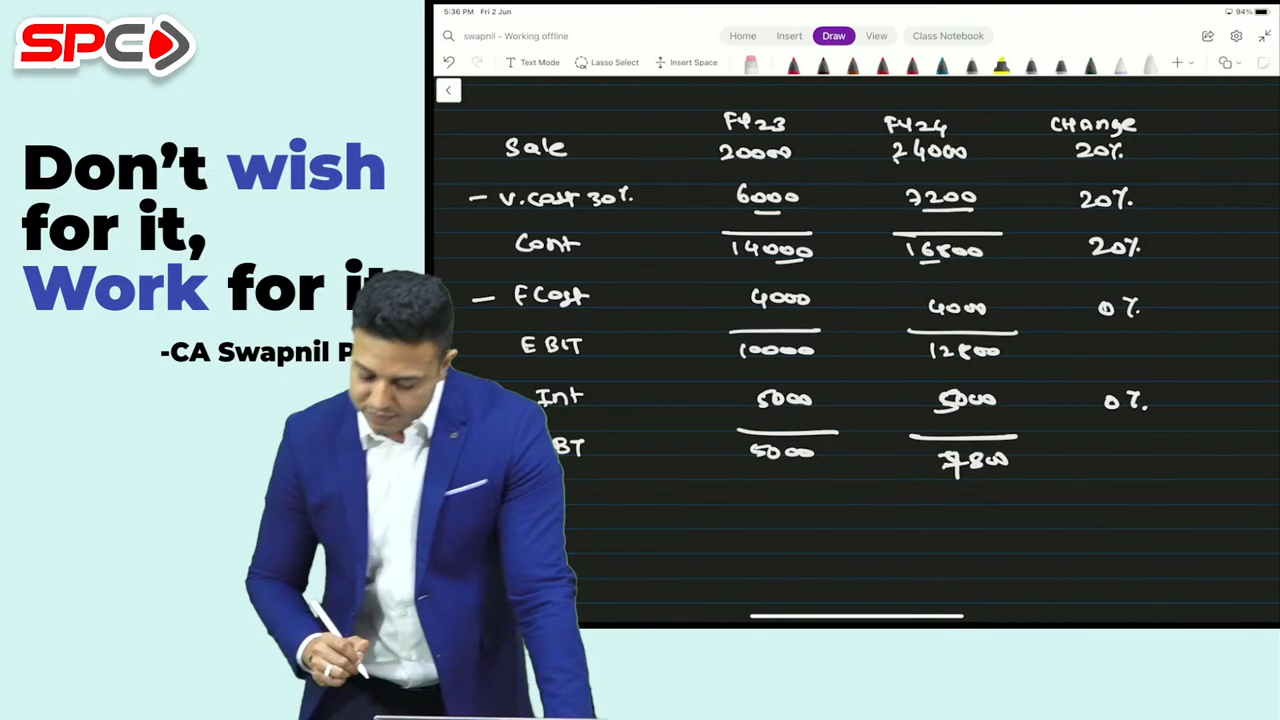 SPC
Don't wish
for it,
Work for it
-CA Swapnil P
5:36 PM Fri 2 Jun
94%
swapnil - Working offline
Home Insert Draw View Class Notebook
Text Mode Lasso Select Insert Space
FY23 FY24 CHANGE
Sale 20000 24000 20%
- V.Cost 30% 6000 7200 20%
Cont 14000 16800 20%
- F Cost 4000 4000 0%
EBIT 10000 12800
Int 5000 5000 0%
BT 5000 7800